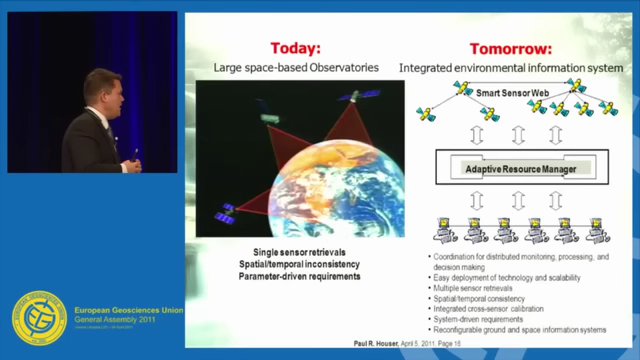 Today:
Large space-based Observatories
Single sensor retrievals
Spatial/temporal inconsistency
Parameter-driven requirements
Tomorrow:
Integrated environmental information system
Smart Sensor Web
Adaptive Resource Manager
• Coordination for distributed monitoring, processing, and
decision making
• Easy deployment of technology and scalability
• Multiple sensor retrievals
• Spatial/temporal consistency
• Integrated cross-sensor calibration
• System-driven requirements
• Reconfigurable ground and space information systems
Paul R. Houser, April 5, 2011, Page 16
European Geosciences Union
General Assembly 2011